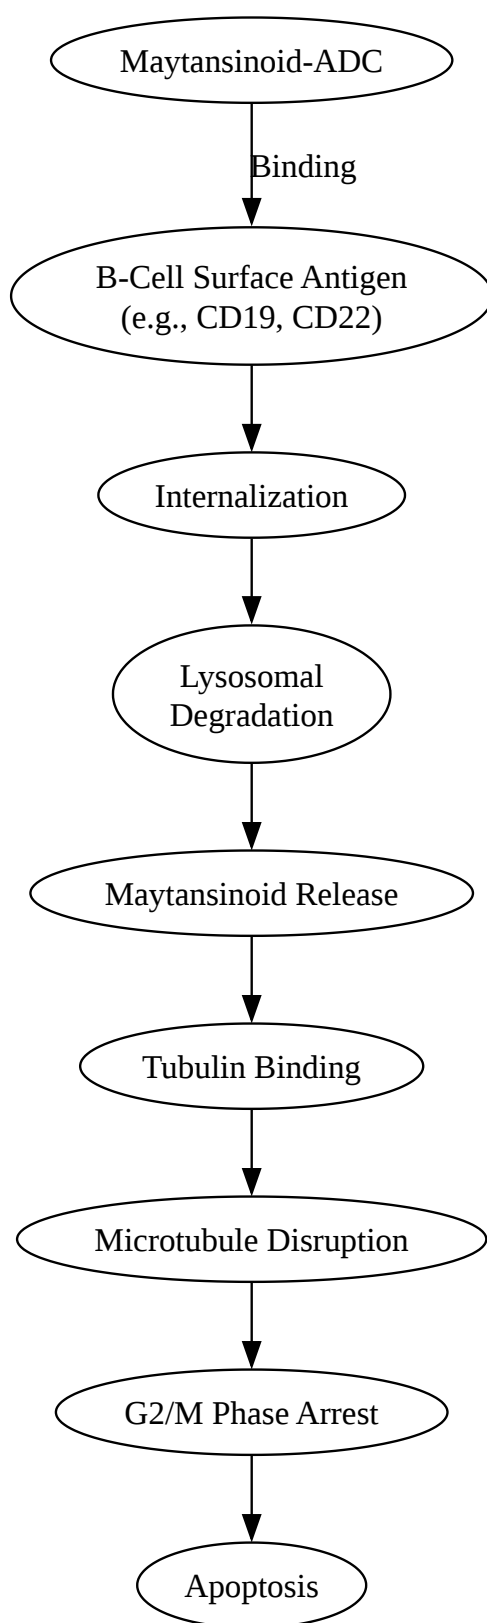 Maytansinoid-ADC
Binding
B-Cell Surface Antigen
(e.g., CD19, CD22)
Internalization
Lysosomal
Degradation
Maytansinoid Release
Tubulin Binding
Microtubule Disruption
G2/M Phase Arrest
Apoptosis